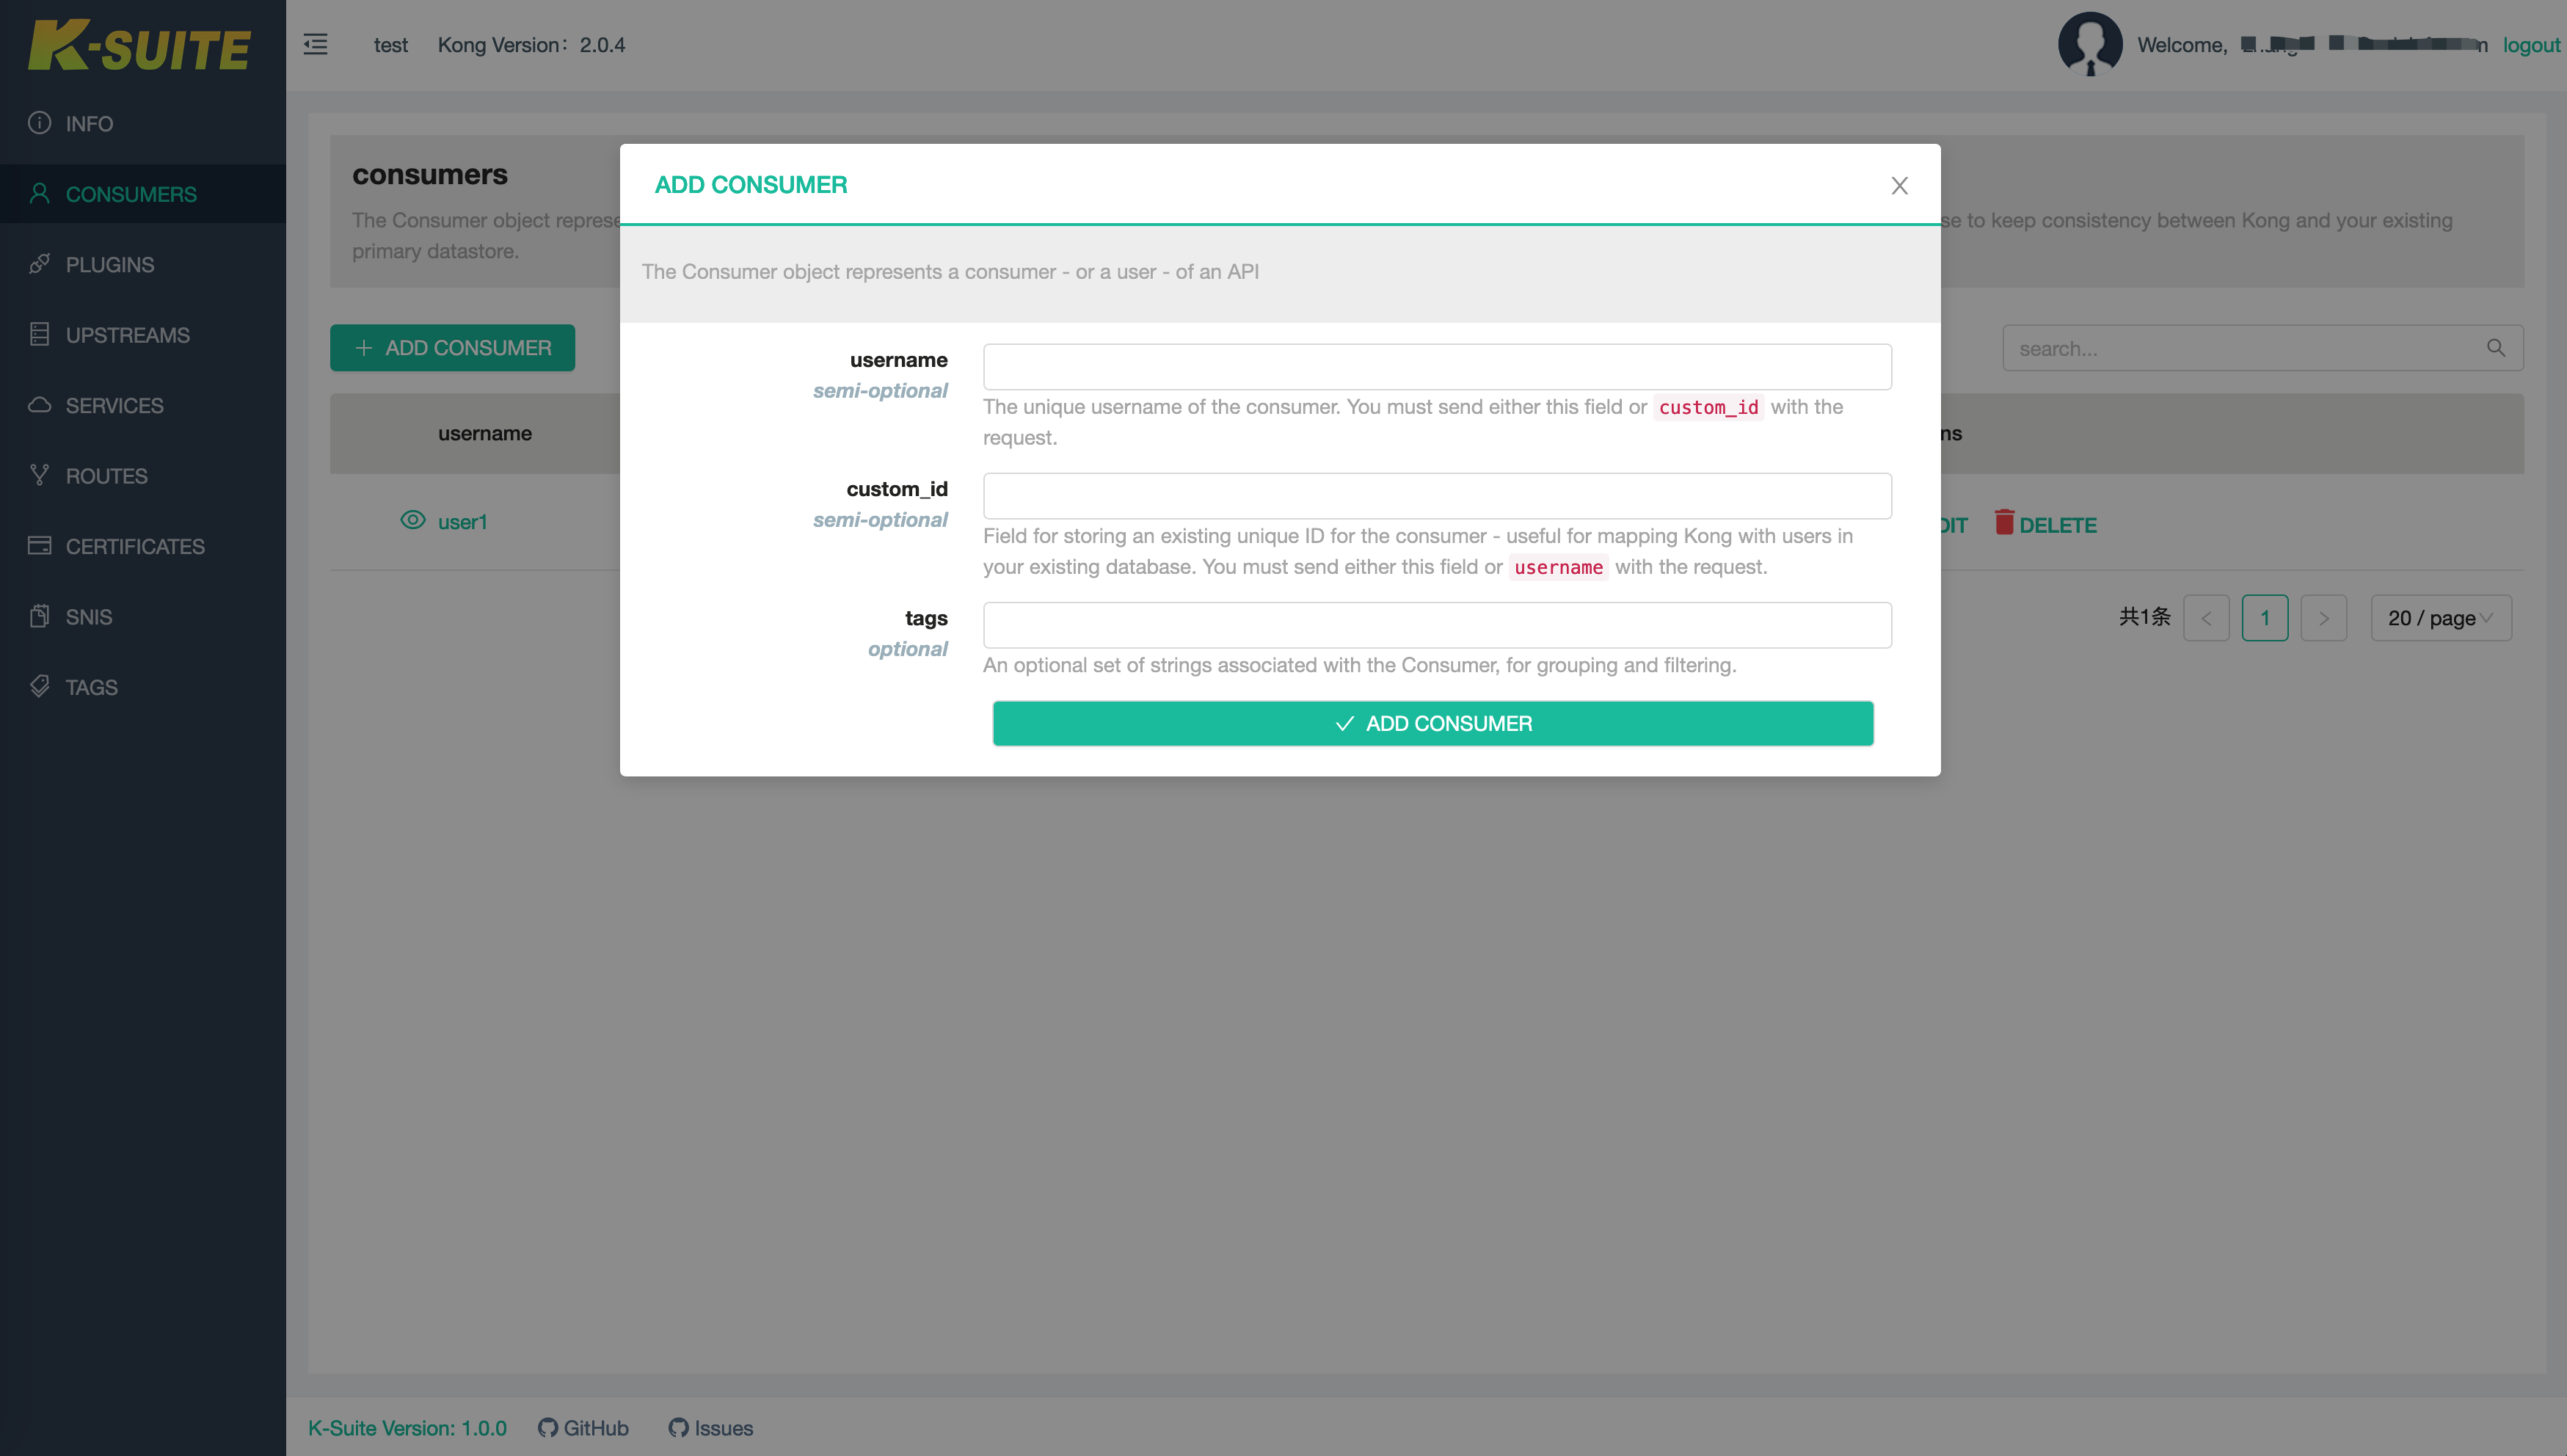 K-SUITE
test Kong Version：2.0.4
Welcome, logout
INFO
CONSUMERS
PLUGINS
UPSTREAMS
SERVICES
ROUTES
CERTIFICATES
SNIS
TAGS
consumers
The Consumer object
se to keep consistency between Kong and your existing
primary datastore.
ADD CONSUMER
search...
username
ns
user1
DELETE
共1条 < 1 > 20 / page
ADD CONSUMER
The Consumer object represents a consumer - or a user - of an API
username
semi-optional
The unique username of the consumer. You must send either this field or custom_id with the
request.
custom_id
semi-optional
Field for storing an existing unique ID for the consumer - useful for mapping Kong with users in
your existing database. You must send either this field or username with the request.
tags
optional
An optional set of strings associated with the Consumer, for grouping and filtering.
ADD CONSUMER
K-Suite Version: 1.0.0 GitHub Issues